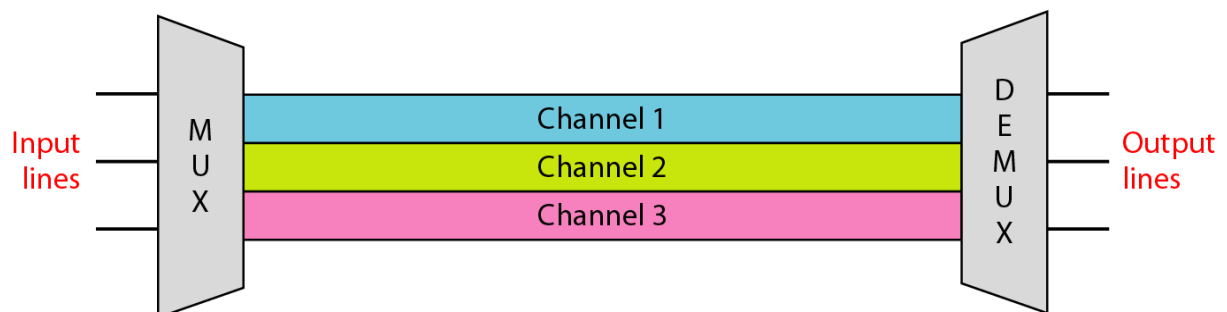 Input
lines
M
U
X
Channel 1
Channel 2
Channel 3
D
E
M
U
X
Output
lines